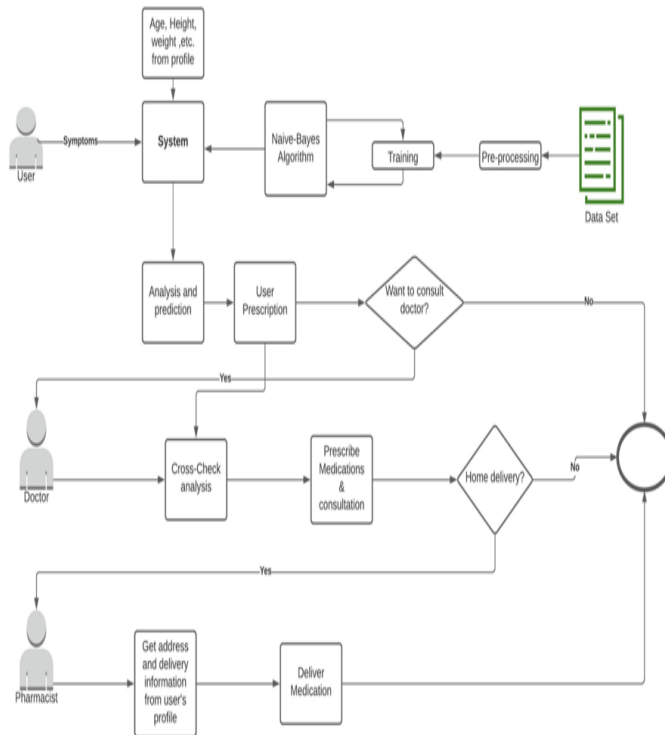 Age, Height,
weight ,etc.
from profile
User
Symptoms
System
Naive-Bayes
Algorithm
Training
Pre-processing
Data Set
Analysis and
prediction
User
Prescription
Want to consult
doctor?
No
Yes
Doctor
Cross-Check
analysis
Prescribe
Medications
&
consultation
Home delivery?
No
Yes
Pharmacist
Get address
and delivery
information
from user's
profile
Deliver
Medication